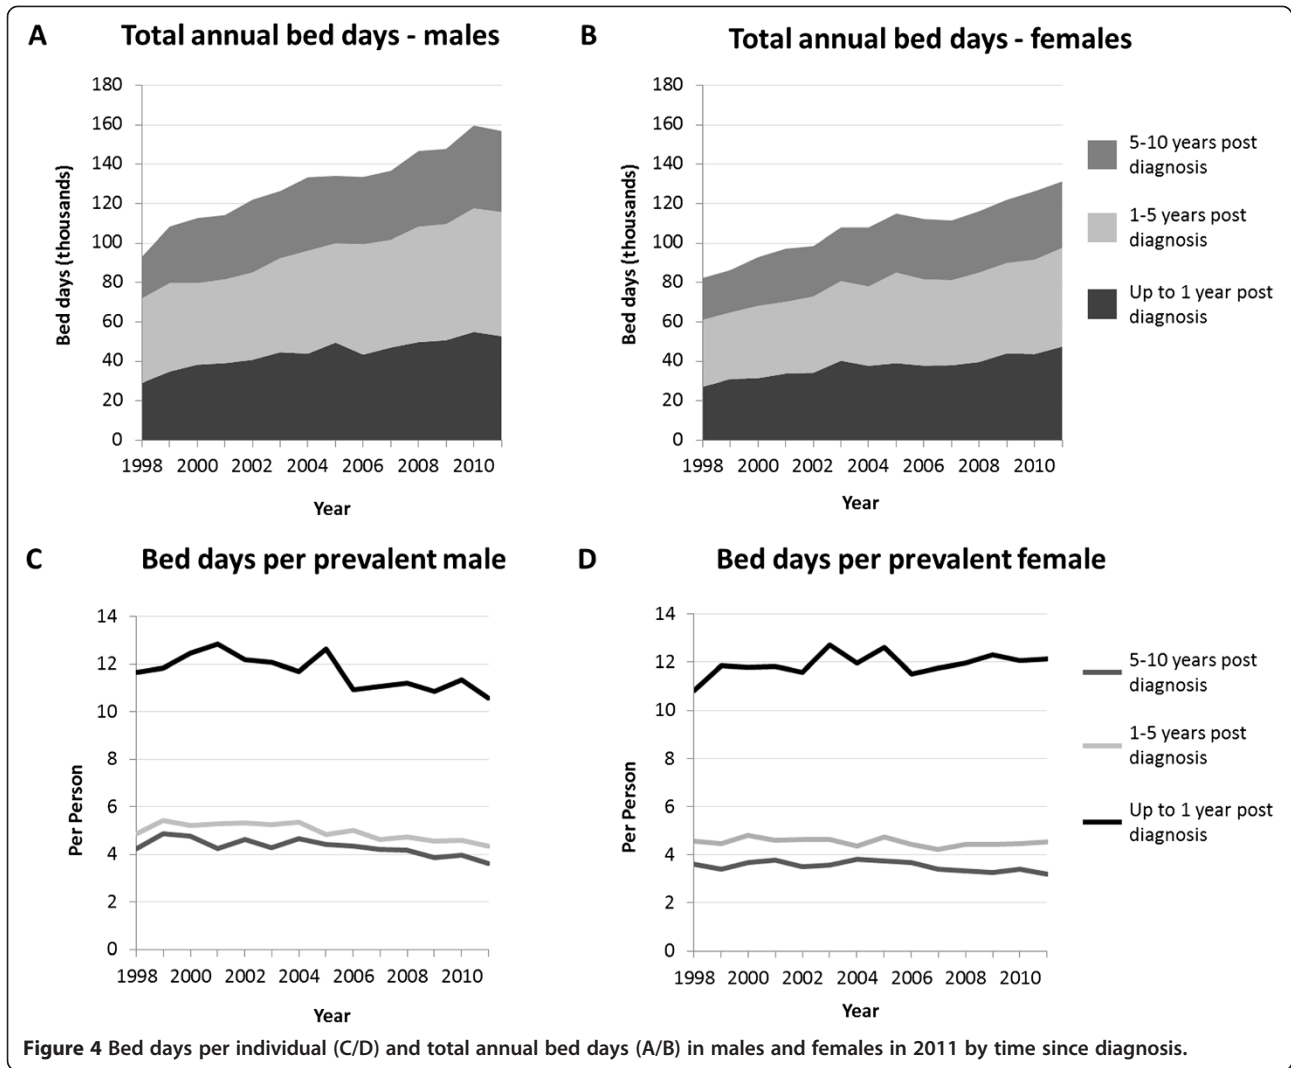 A
Total annual bed days - males
Bed days (thousands)
180
160
140
120
100
80
60
40
20
0
1998 2000 2002 2004 2006 2008 2010
Year
B
Total annual bed days - females
Bed days (thousands)
180
160
140
120
100
80
60
40
20
0
1998 2000 2002 2004 2006 2008 2010
Year
5-10 years post
diagnosis
1-5 years post
diagnosis
Up to 1 year post
diagnosis
C
Bed days per prevalent male
Per Person
14
12
10
8
6
4
2
0
1998 2000 2002 2004 2006 2008 2010
Year
D
Bed days per prevalent female
Per Person
14
12
10
8
6
4
2
0
1998 2000 2002 2004 2006 2008 2010
Year
5-10 years post
diagnosis
1-5 years post
diagnosis
Up to 1 year post
diagnosis
Figure 4 Bed days per individual (C/D) and total annual bed days (A/B) in males and females in 2011 by time since diagnosis.